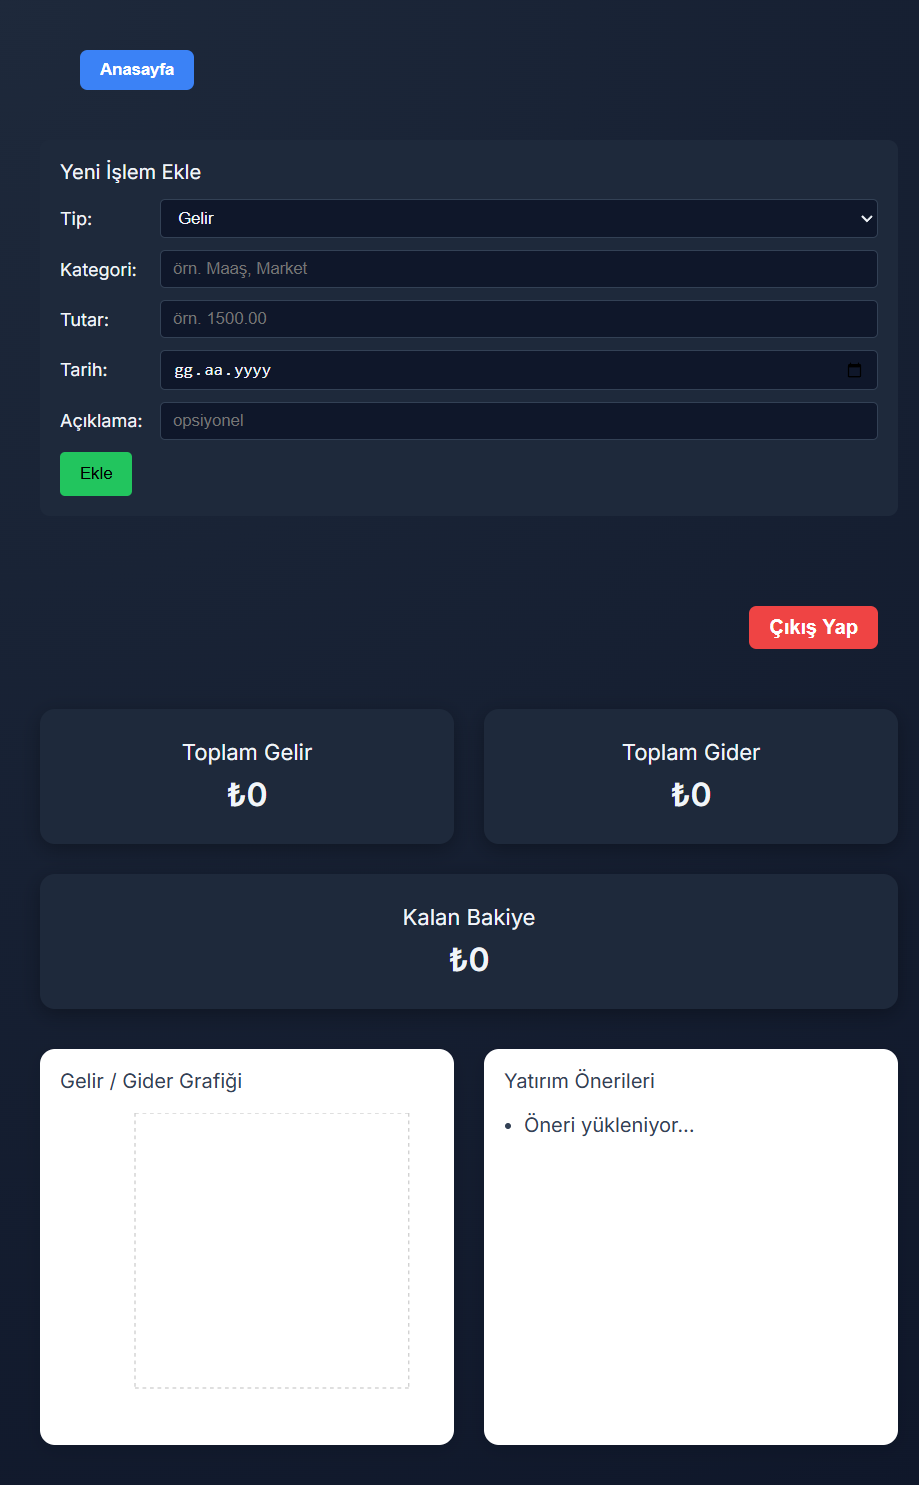 Anasayfa
Yeni İşlem Ekle
Tip:
Gelir
Kategori:
örn. Maaş, Market
Tutar:
örn. 1500.00
Tarih:
gg.aa.yyyy
Açıklama:
opsiyonel
Ekle
Çıkış Yap
Toplam Gelir
₺0
Toplam Gider
₺0
Kalan Bakiye
₺0
Gelir / Gider Grafiği
Yatırım Önerileri
• Öneri yükleniyor...